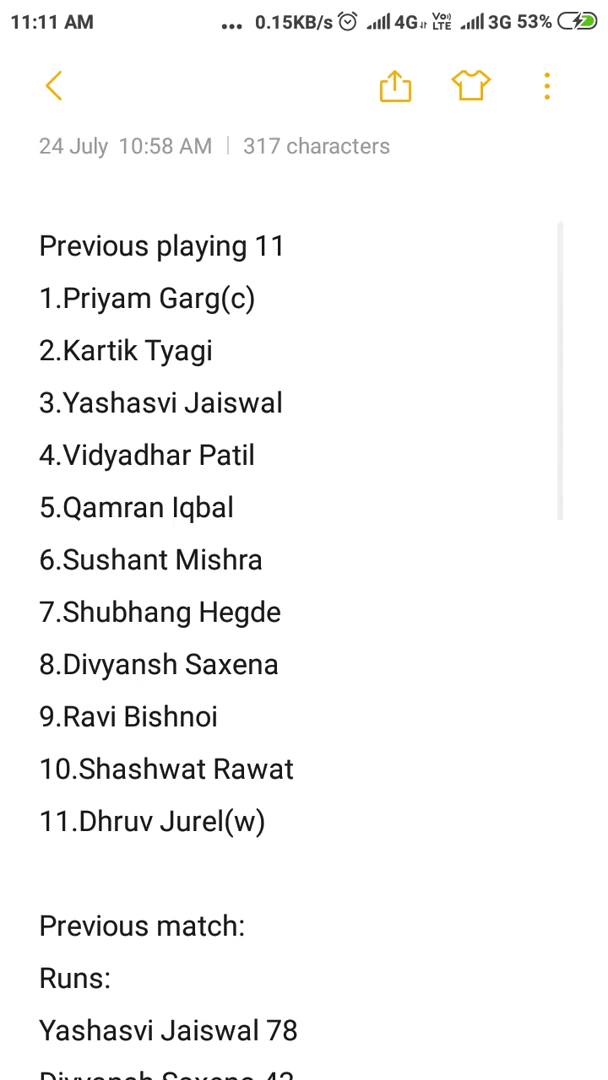 11:11 AM ... 0.15KB/s 4G VoLTE 3G 53%
24 July 10:58 AM | 317 characters
Previous playing 11
1.Priyam Garg(c)
2.Kartik Tyagi
3.Yashasvi Jaiswal
4.Vidyadhar Patil
5.Qamran Iqbal
6.Sushant Mishra
7.Shubhang Hegde
8.Divyansh Saxena
9.Ravi Bishnoi
10.Shashwat Rawat
11.Dhruv Jurel(w)
Previous match:
Runs:
Yashasvi Jaiswal 78
Divyansh Saxena